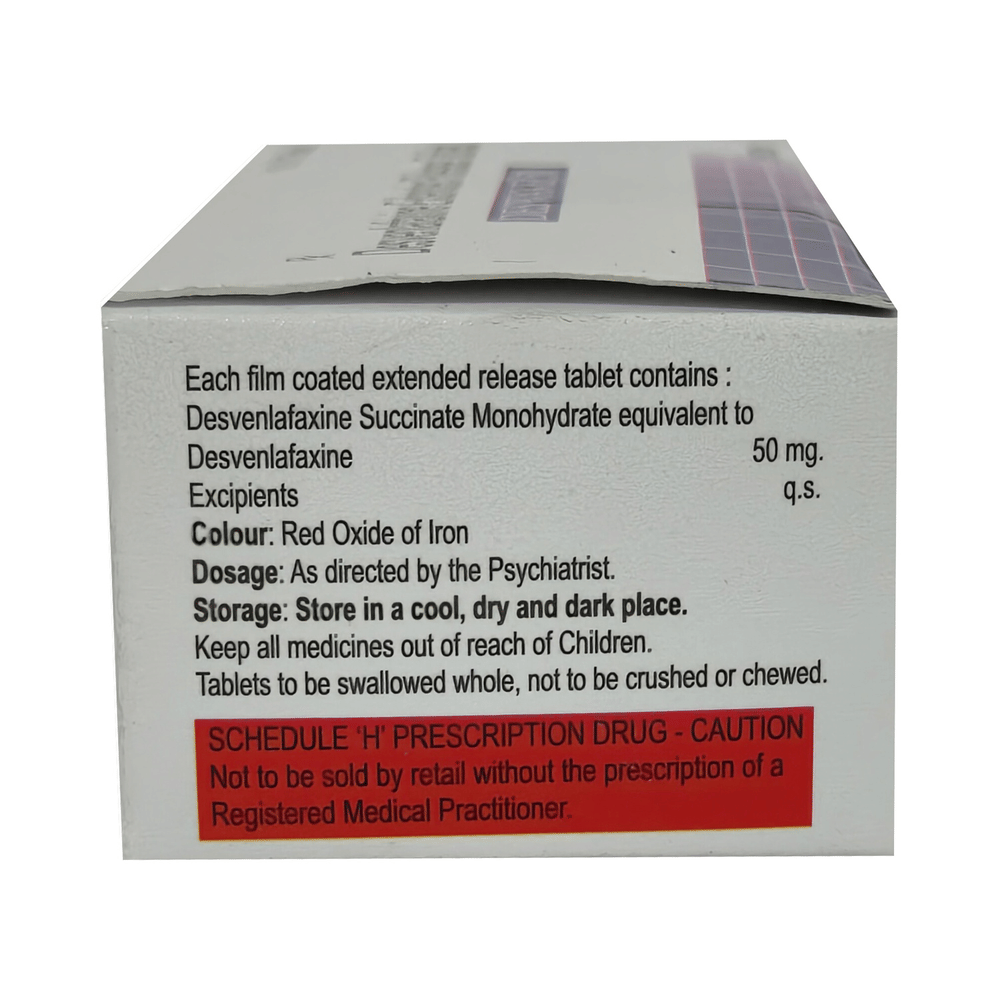 Rx
Each film coated extended release tablet contains :
Desvenlafaxine Succinate Monohydrate equivalent to
Desvenlafaxine 50 mg.
Excipients q.s.
Colour: Red Oxide of Iron
Dosage: As directed by the Psychiatrist.
Storage: Store in a cool, dry and dark place.
Keep all medicines out of reach of Children.
Tablets to be swallowed whole, not to be crushed or chewed.
SCHEDULE 'H' PRESCRIPTION DRUG - CAUTION
Not to be sold by retail without the prescription of a
Registered Medical Practitioner.